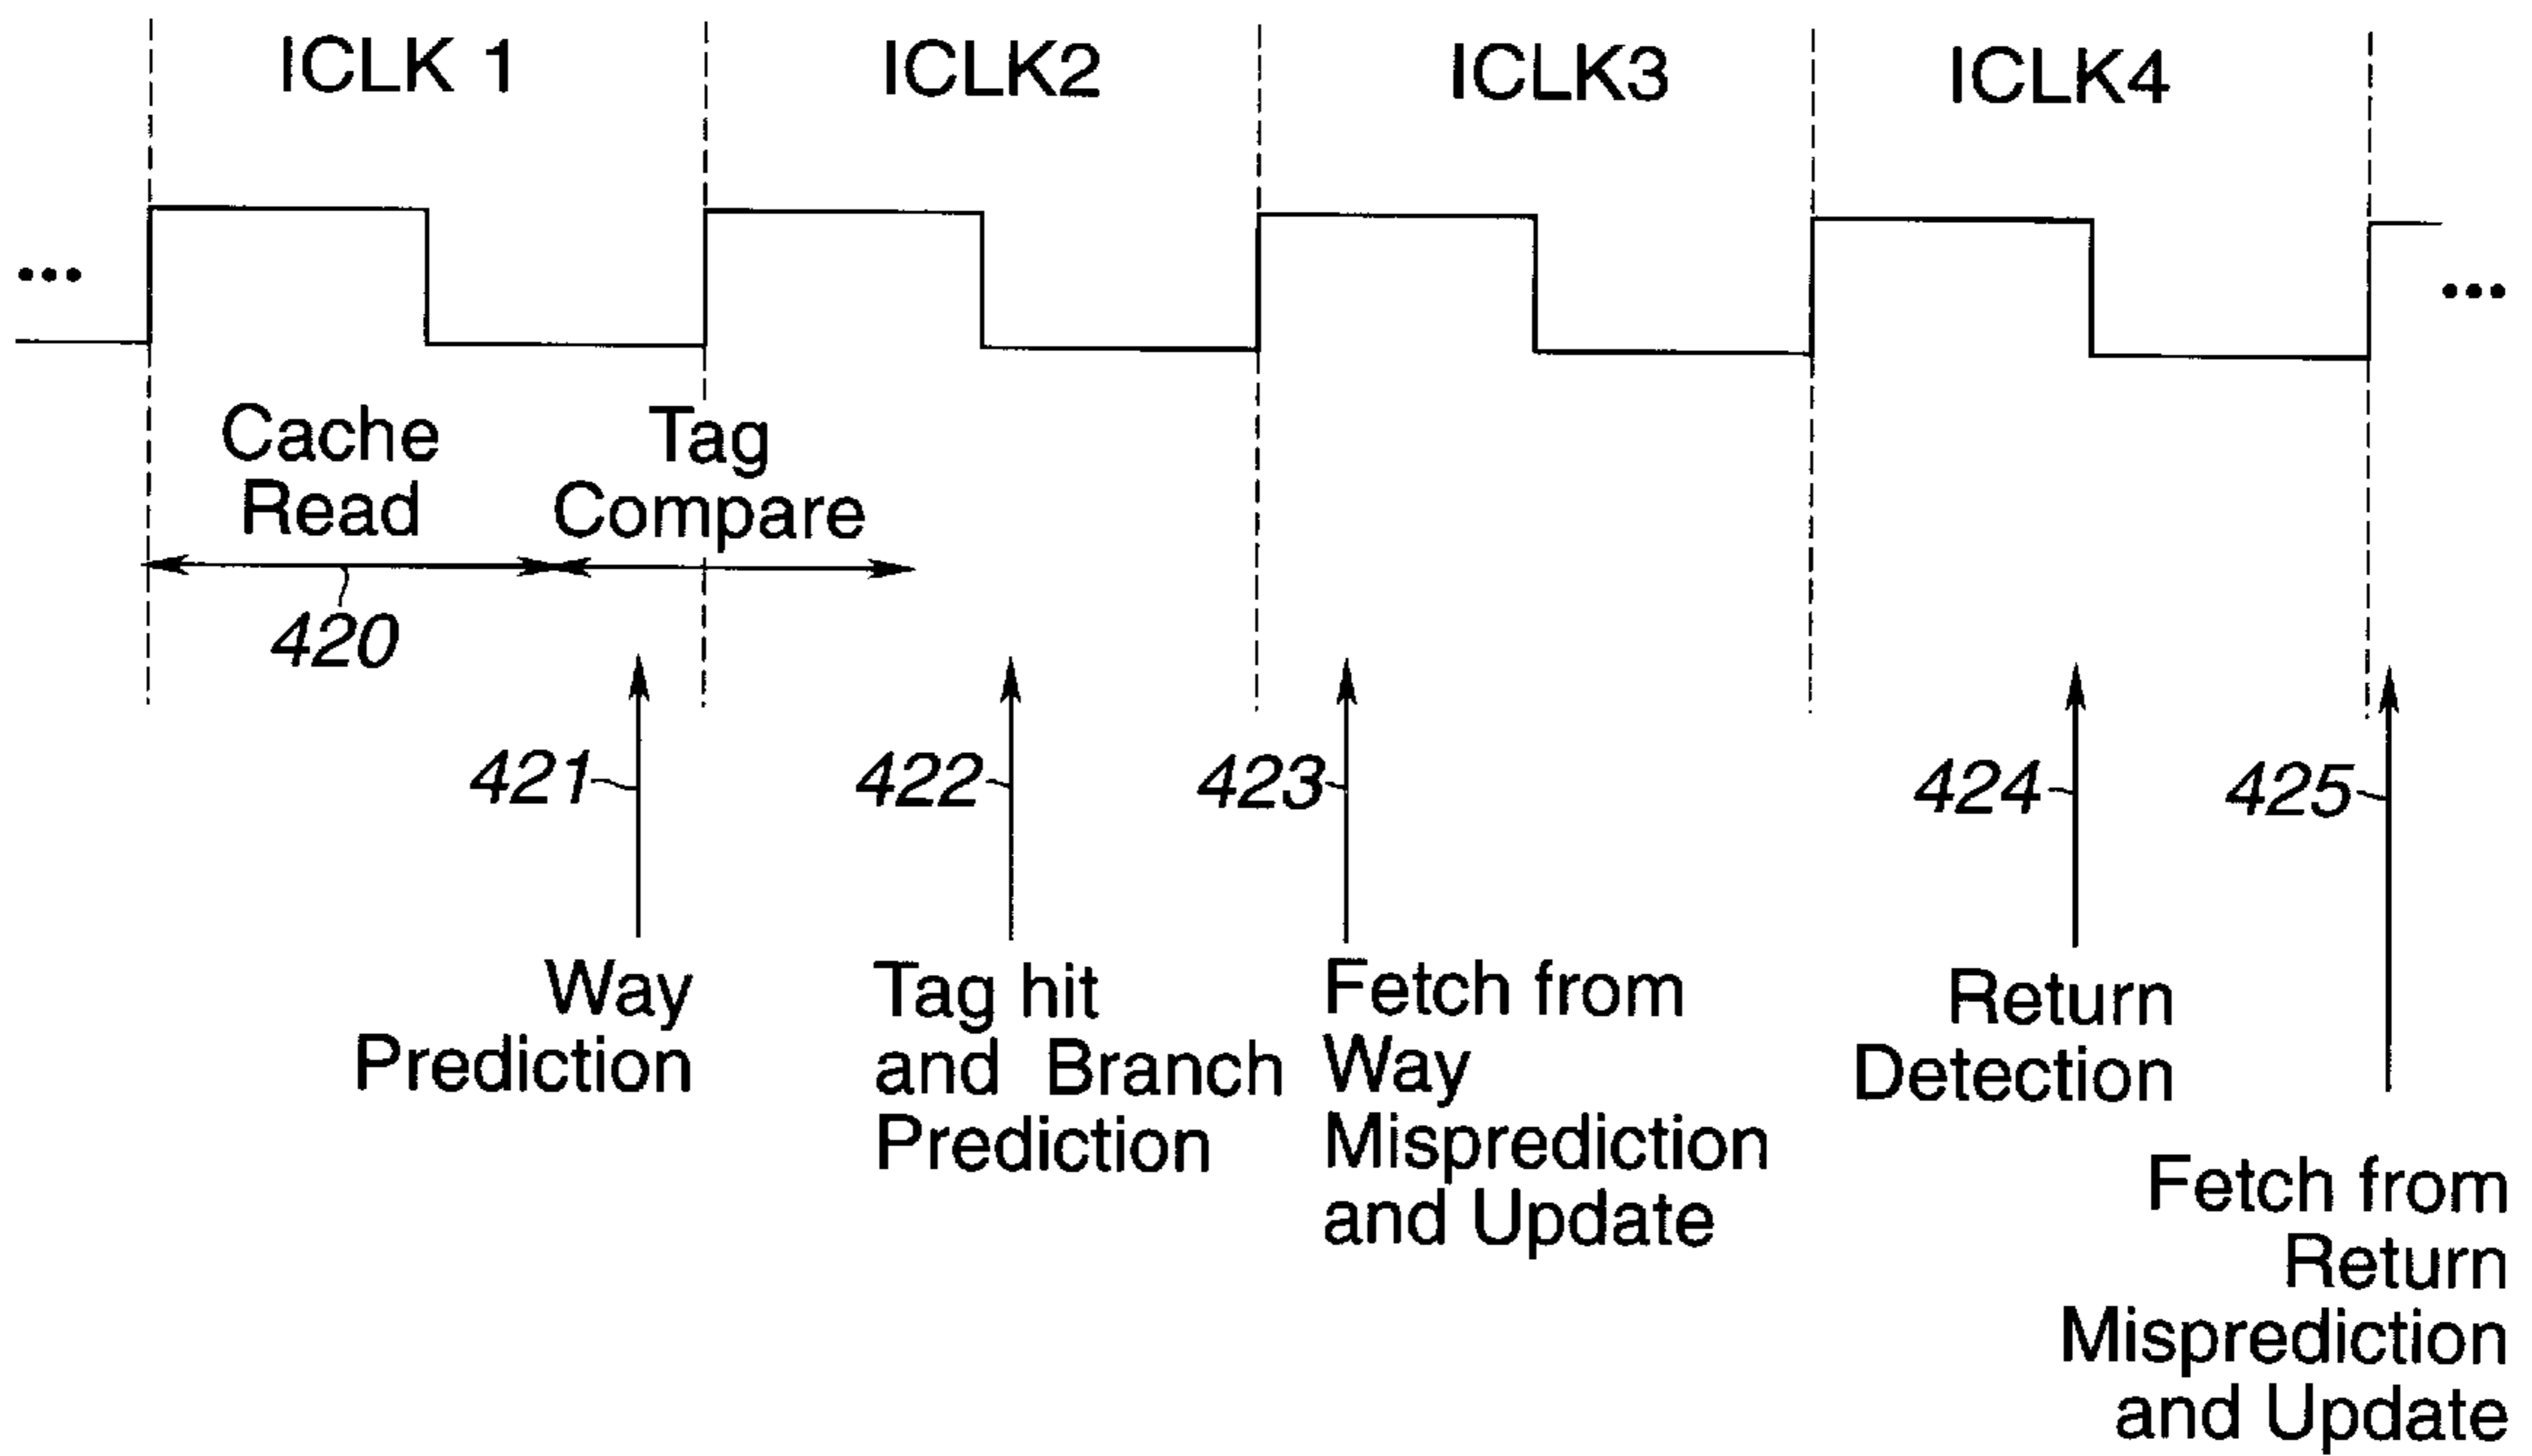 ICLK 1
ICLK2
ICLK3
ICLK4
...
...
Cache
Read
Tag
Compare
420
421
422
423
424
425
Way
Prediction
Tag hit
and Branch
Prediction
Fetch from
Way
Misprediction
and Update
Return
Detection
Fetch from
Return
Misprediction
and Update